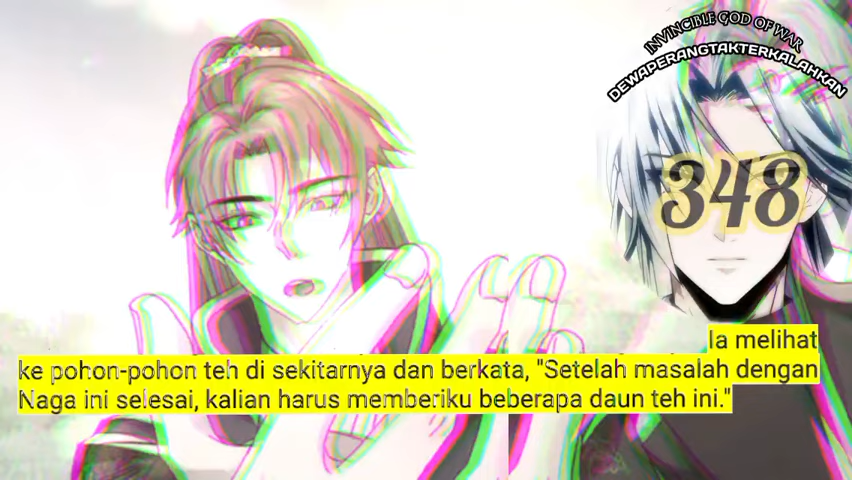 INVINCIBLE GOD OF WAR
DEWAPERANGTAKTERKALAHKAN
348
Ia melihat
ke pohon-pohon teh di sekitarnya dan berkata, "Setelah masalah dengan
Naga ini selesai, kalian harus memberiku beberapa daun teh ini."